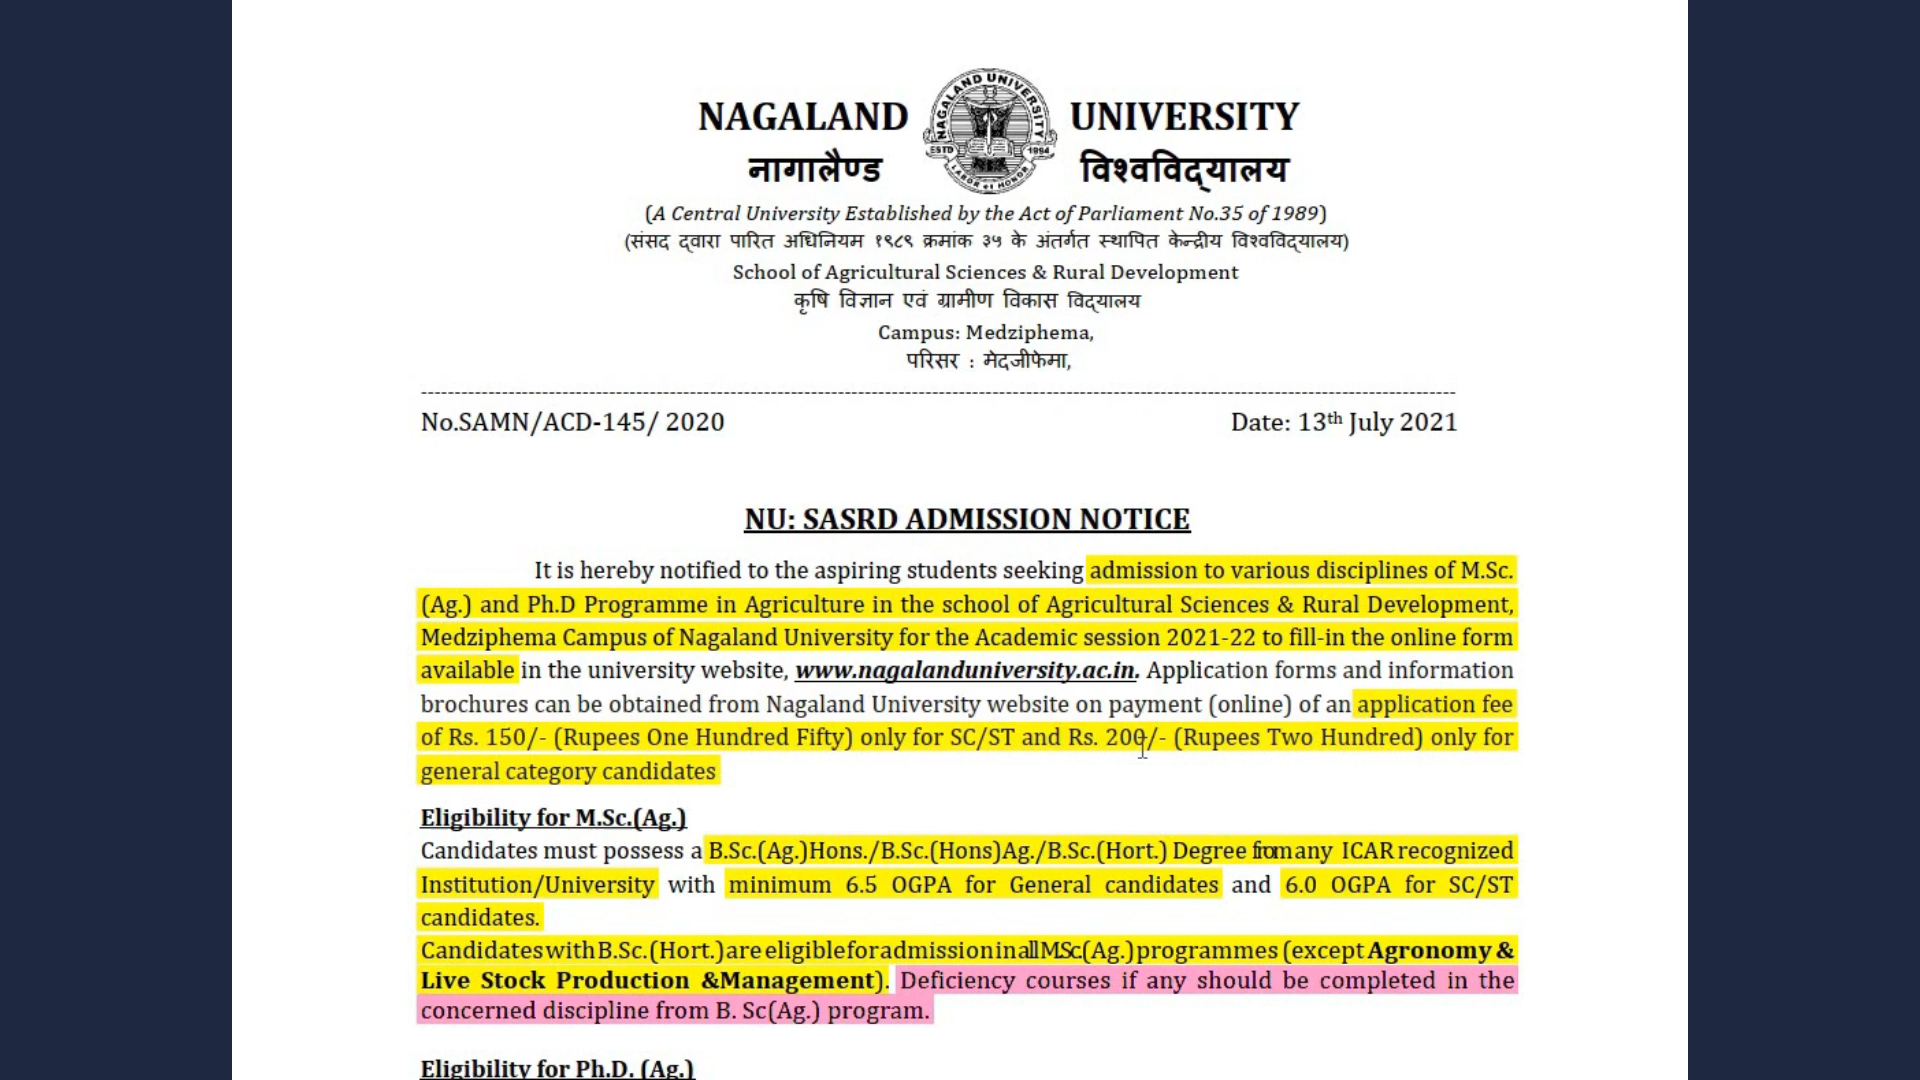 NAGALAND UNIVERSITY
नागालैण्ड विश्वविद्यालय
NAGALAND UNIVERSITY
ESTD 1994
LABOR et HONOR
(A Central University Established by the Act of Parliament No.35 of 1989)
(संसद द्वारा पारित अधिनियम १९८९ क्रमांक ३५ के अंतर्गत स्थापित केन्द्रीय विश्वविद्यालय)
School of Agricultural Sciences & Rural Development
कृषि विज्ञान एवं ग्रामीण विकास विद्यालय
Campus: Medziphema,
परिसर : मेदजीफेमा,
No.SAMN/ACD-145/ 2020 Date: 13th July 2021
NU: SASRD ADMISSION NOTICE
It is hereby notified to the aspiring students seeking admission to various disciplines of M.Sc.
(Ag.) and Ph.D Programme in Agriculture in the school of Agricultural Sciences & Rural Development,
Medziphema Campus of Nagaland University for the Academic session 2021-22 to fill-in the online form
available in the university website, www.nagalanduniversity.ac.in. Application forms and information
brochures can be obtained from Nagaland University website on payment (online) of an application fee
of Rs. 150/- (Rupees One Hundred Fifty) only for SC/ST and Rs. 200/- (Rupees Two Hundred) only for
general category candidates
Eligibility for M.Sc.(Ag.)
Candidates must possess a B.Sc.(Ag.)Hons./B.Sc.(Hons)Ag./B.Sc.(Hort.) Degree from any ICAR recognized
Institution/University with minimum 6.5 OGPA for General candidates and 6.0 OGPA for SC/ST
candidates.
Candidates with B.Sc. (Hort.) are eligible for admission in all M.Sc(Ag.) programmes (except Agronomy &
Live Stock Production &Management). Deficiency courses if any should be completed in the
concerned discipline from B. Sc(Ag.) program.
Eligibility for Ph.D. (Ag.)